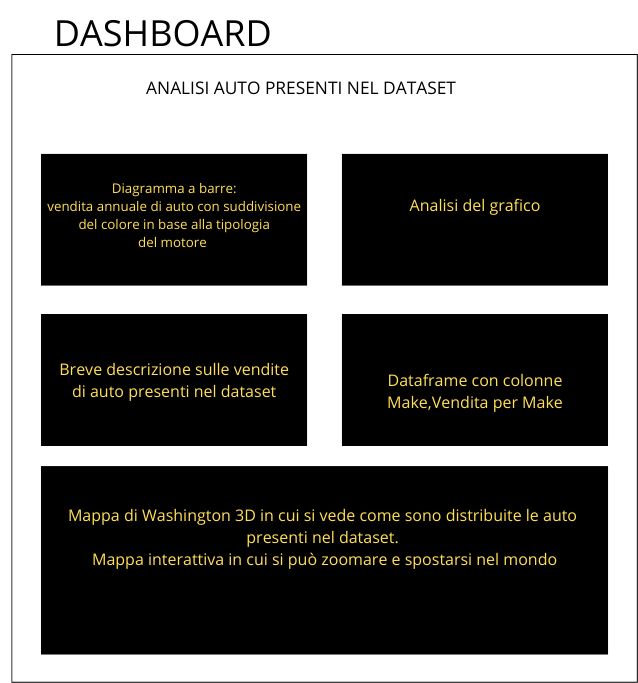 DASHBOARD
ANALISI AUTO PRESENTI NEL DATASET
Diagramma a barre:
vendita annuale di auto con suddivisione
del colore in base alla tipologia
del motore
Analisi del grafico
Breve descrizione sulle vendite
di auto presenti nel dataset
Dataframe con colonne
Make,Vendita per Make
Mappa di Washington 3D in cui si vede come sono distribuite le auto
presenti nel dataset.
Mappa interattiva in cui si può zoomare e spostarsi nel mondo